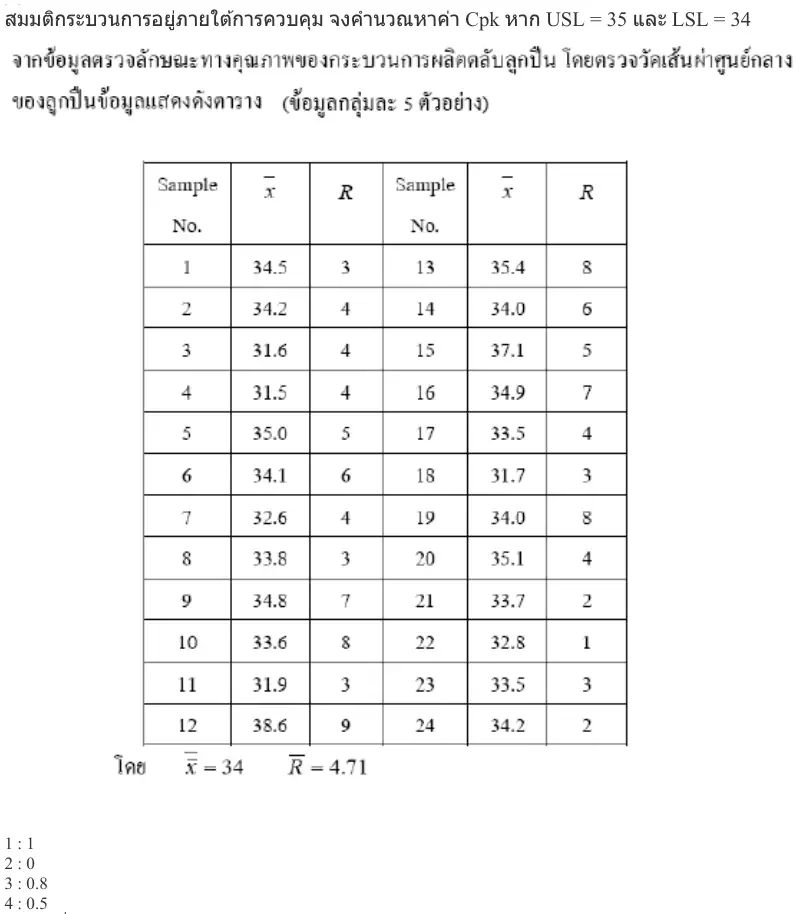 สมมติกระบวนการอยู่ภายใต้การควบคุม จงคำนวณหาค่า Cpk หาก USL = 35 และ LSL = 34
จากข้อมูลตรวจลักษณะทางคุณภาพของกระบวนการผลิตตลับลูกปืน โดยตรวจวัดเส้นผ่าศูนย์กลาง
ของลูกปืนข้อมูลแสดงดังตาราง (ข้อมูลกลุ่มละ 5 ตัวอย่าง)
Sample No. x̅ R Sample No. x̅ R
1 34.5 3 13 35.4 8
2 34.2 4 14 34.0 6
3 31.6 4 15 37.1 5
4 31.5 4 16 34.9 7
5 35.0 5 17 33.5 4
6 34.1 6 18 31.7 3
7 32.6 4 19 34.0 8
8 33.8 3 20 35.1 4
9 34.8 7 21 33.7 2
10 33.6 8 22 32.8 1
11 31.9 3 23 33.5 3
12 38.6 9 24 34.2 2
โดย x̿ = 34 R̅ = 4.71
1 : 1
2 : 0
3 : 0.8
4 : 0.5